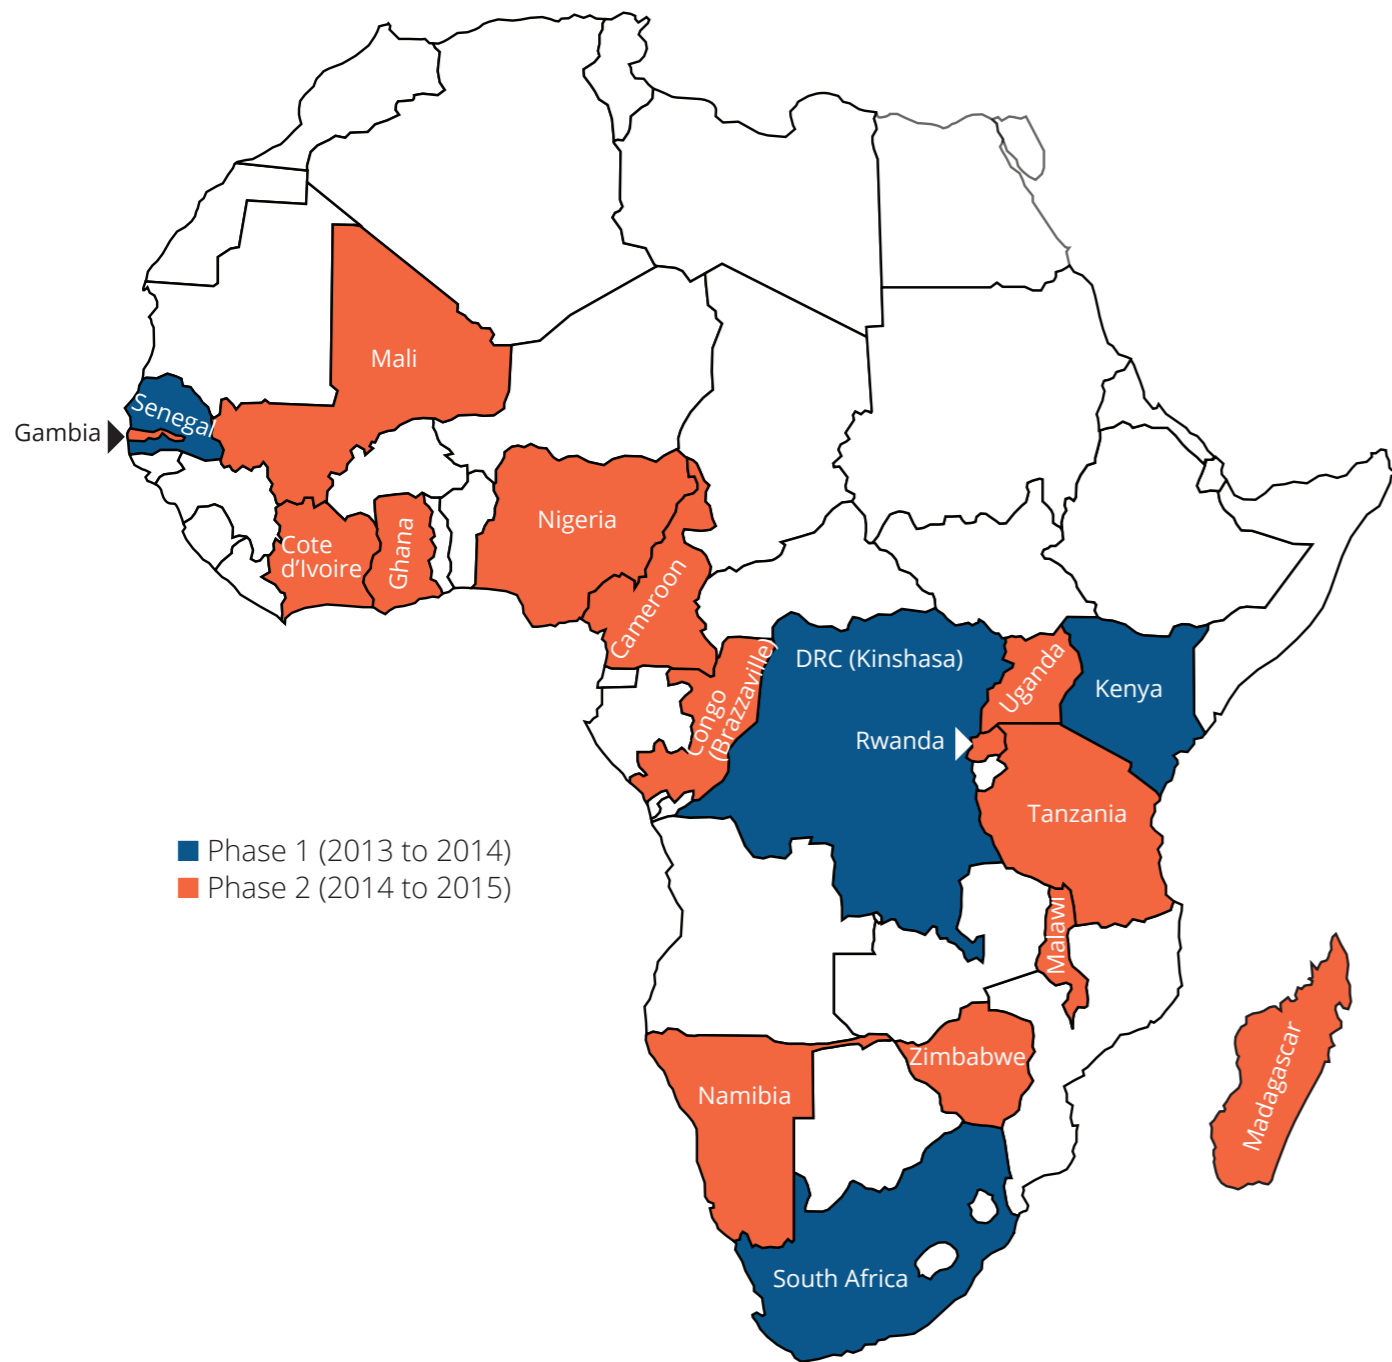 Mali
Senegal
Gambia
Nigeria
Cote
d’Ivoire
Ghana
Cameroon
Congo
(Brazzaville)
DRC (Kinshasa)
Uganda
Kenya
Rwanda
Tanzania
Phase 1 (2013 to 2014)
Phase 2 (2014 to 2015)
Malawi
Zimbabwe
Namibia
Madagascar
South Africa